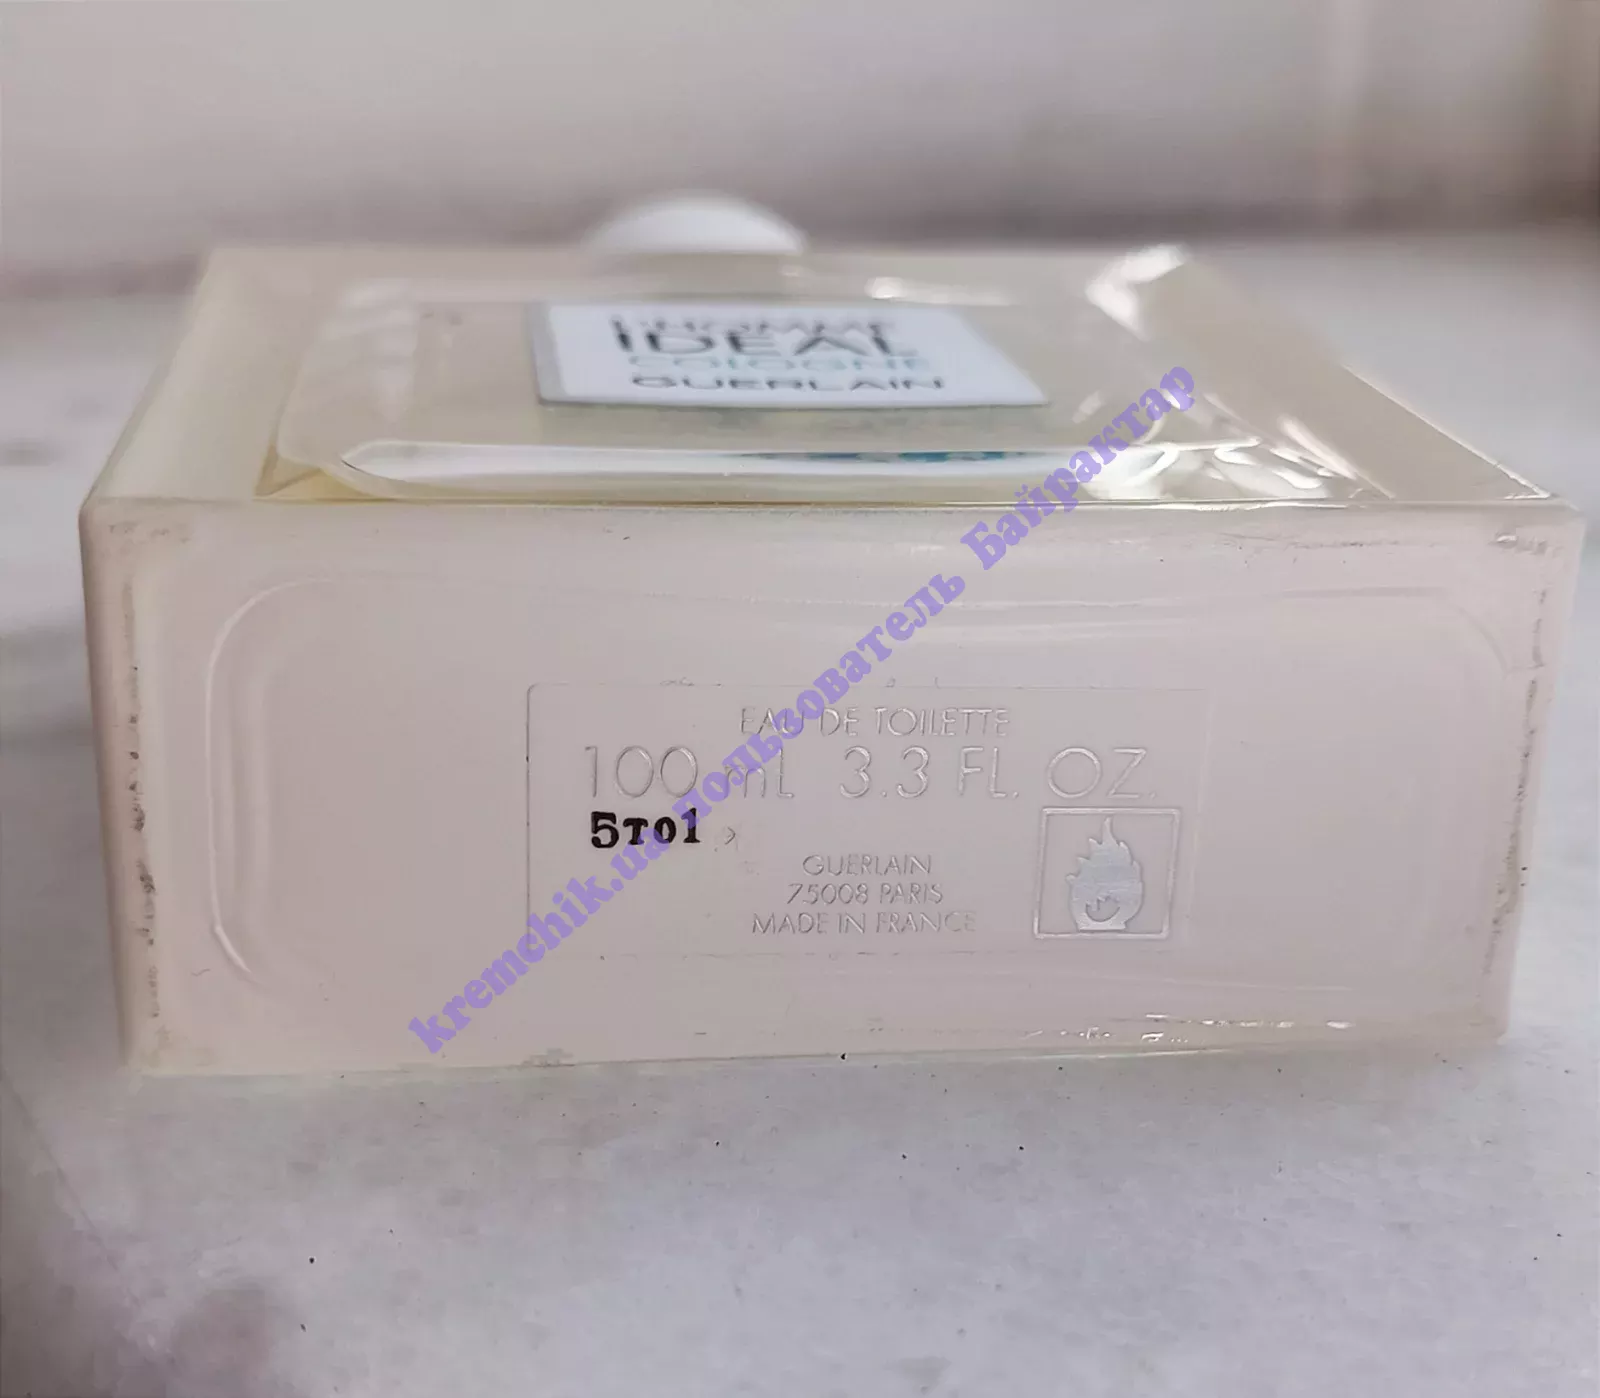 L'HOMME
IDEAL
COLOGNE
GUERLAIN
EAU DE TOILETTE
100 mL 3.3 FL. OZ.
5T01
GUERLAIN
75008 PARIS
MADE IN FRANCE
kremchik.ua пользователь Байрактар